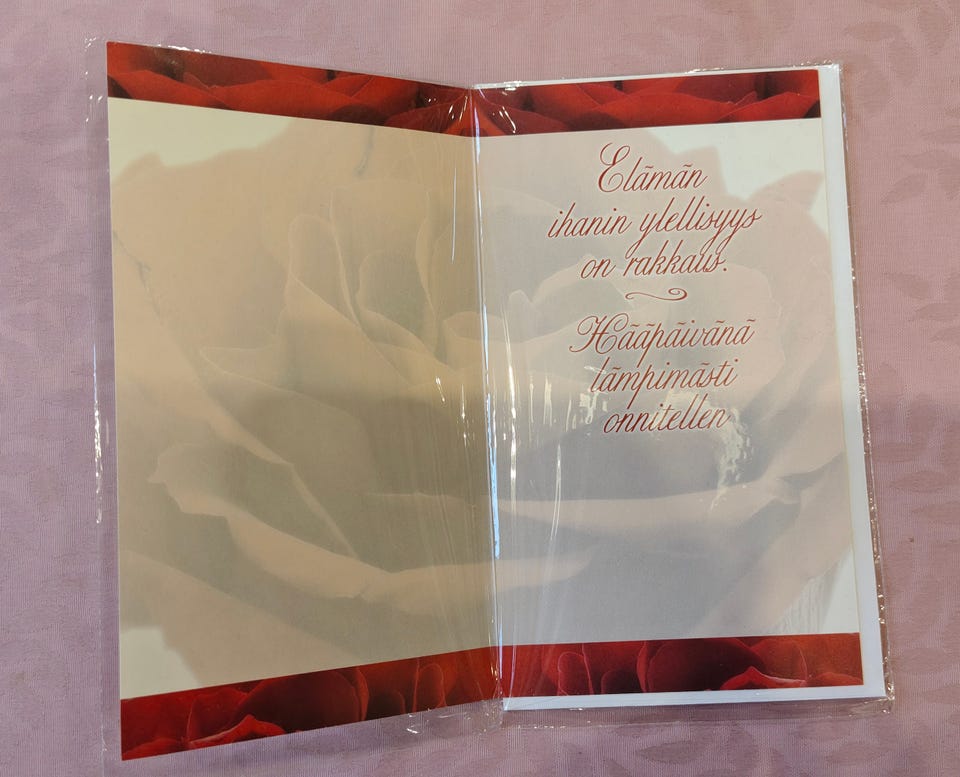 Elämän
ihanin ylellisyys
on rakkaus.
Hääpäivänä
lämpimästi
onnitellen